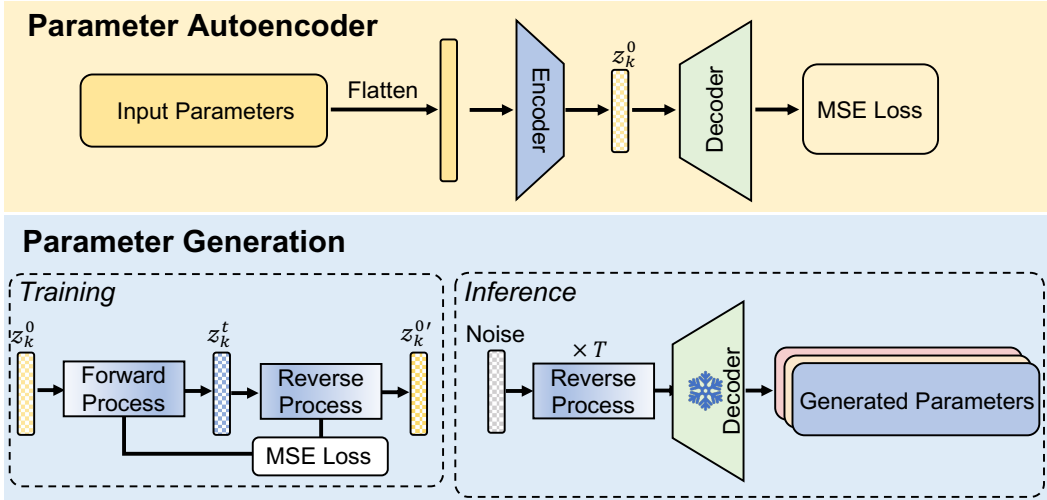 Parameter Autoencoder
Input Parameters
Flatten
Encoder
$z_k^0$
Decoder
MSE Loss
Parameter Generation
Training
$z_k^0$
Forward
Process
$z_k^t$
Reverse
Process
$z_k^{0\prime}$
MSE Loss
Inference
Noise
× T
Reverse
Process
Decoder
Generated Parameters